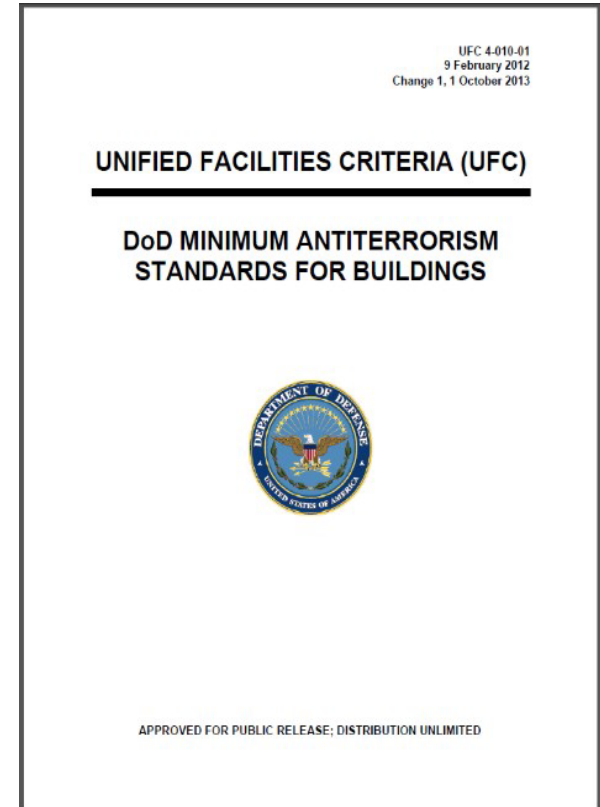 UFC 4-010-01
9 February 2012
Change 1, 1 October 2013
UNIFIED FACILITIES CRITERIA (UFC)
DoD MINIMUM ANTITERRORISM
STANDARDS FOR BUILDINGS
DEPARTMENT OF DEFENSE
UNITED STATES OF AMERICA
APPROVED FOR PUBLIC RELEASE; DISTRIBUTION UNLIMITED